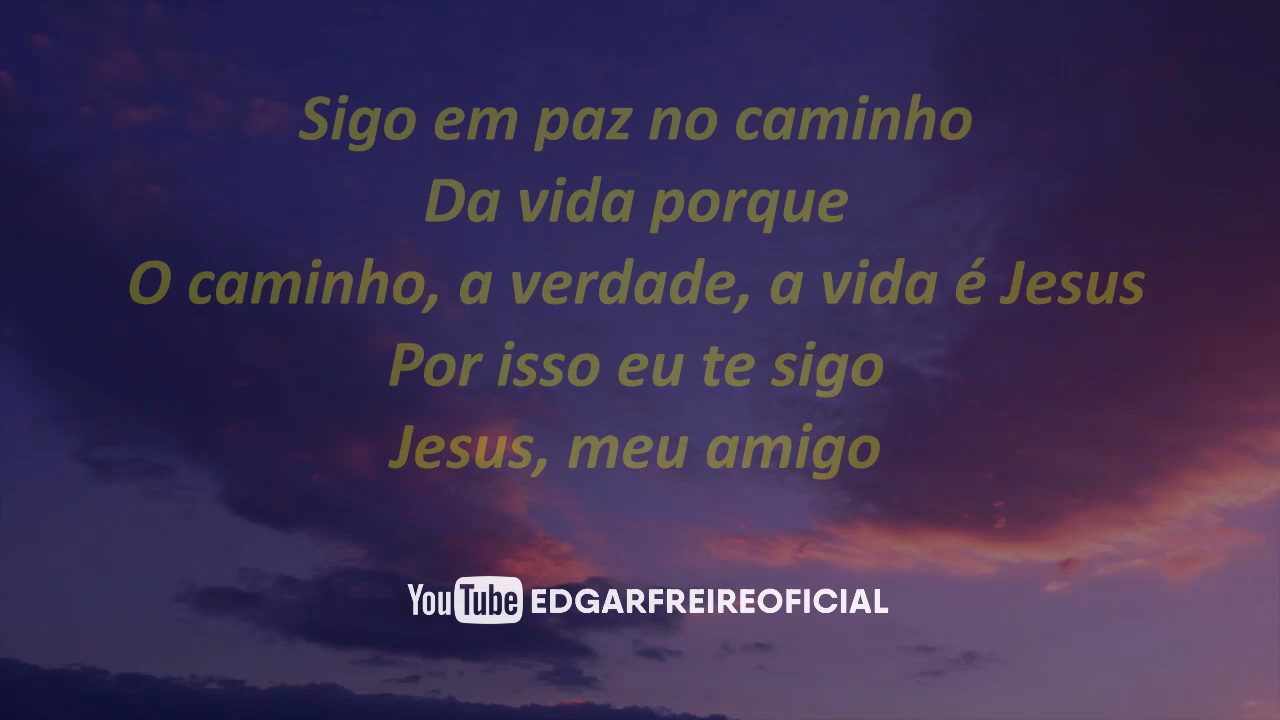 Sigo em paz no caminho
Da vida porque
O caminho, a verdade, a vida é Jesus
Por isso eu te sigo
Jesus, meu amigo
YouTube EDGARFREIREOFICIAL